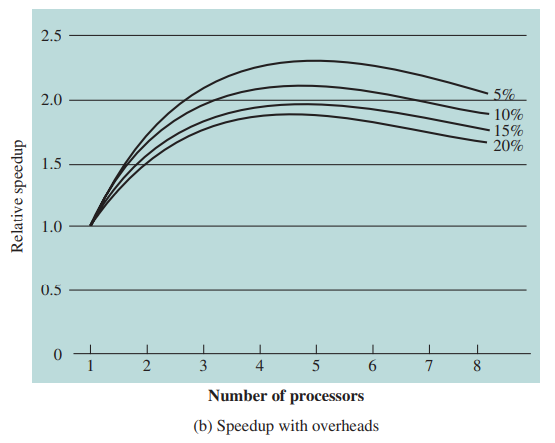 2.5
2.0
1.5
1.0
0.5
0
Relative speedup
5%
10%
15%
20%
1 2 3 4 5 6 7 8
Number of processors
(b) Speedup with overheads